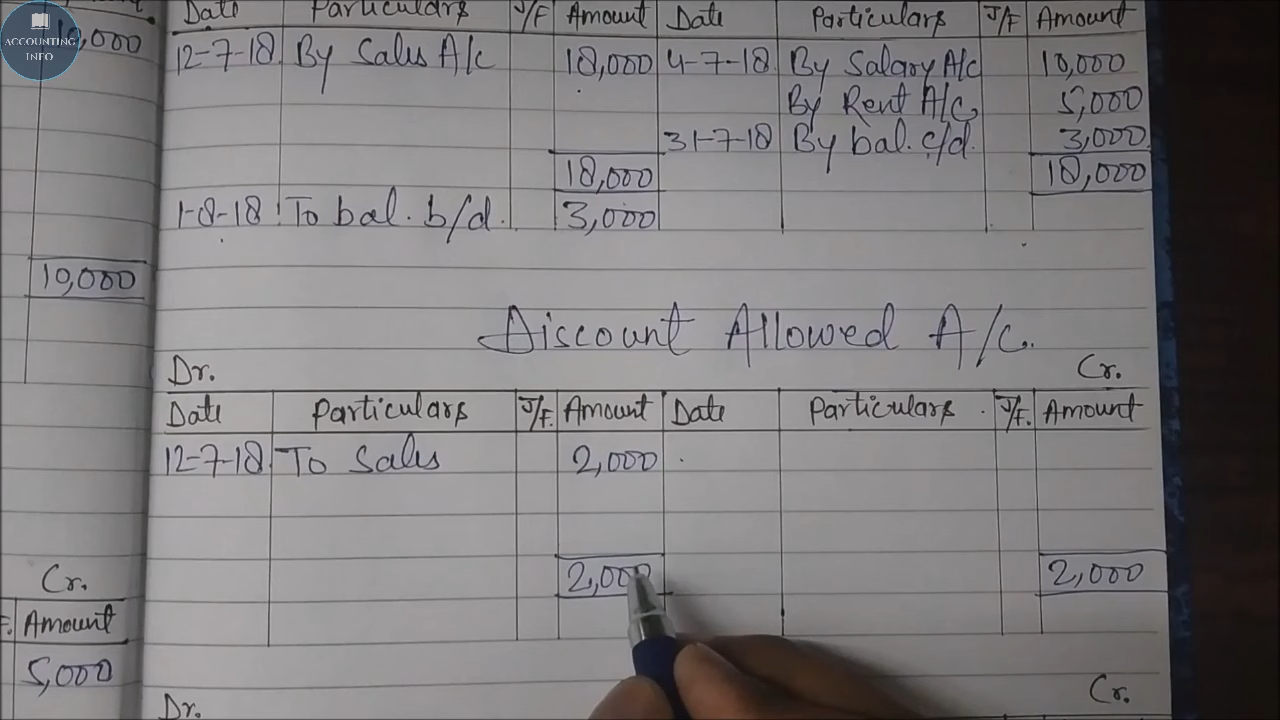 ACCOUNTING
INFO
10,000
Date Particulars J/F Amount Date Particulars J/F Amount
12-7-18 By Sales A/c 18,000 4-7-18 By Salary A/c 10,000
By Rent A/c 5,000
31-7-18 By bal. c/d. 3,000
18,000 18,000
1-8-18 To bal. b/d. 3,000
10,000
Discount Allowed A/c.
Dr. Cr.
Date Particulars J/F. Amount Date Particulars J/F. Amount
12-7-18 To Sales 2,000
2,000 2,000
Cr.
F. Amount
5,000
Dr. Cr.